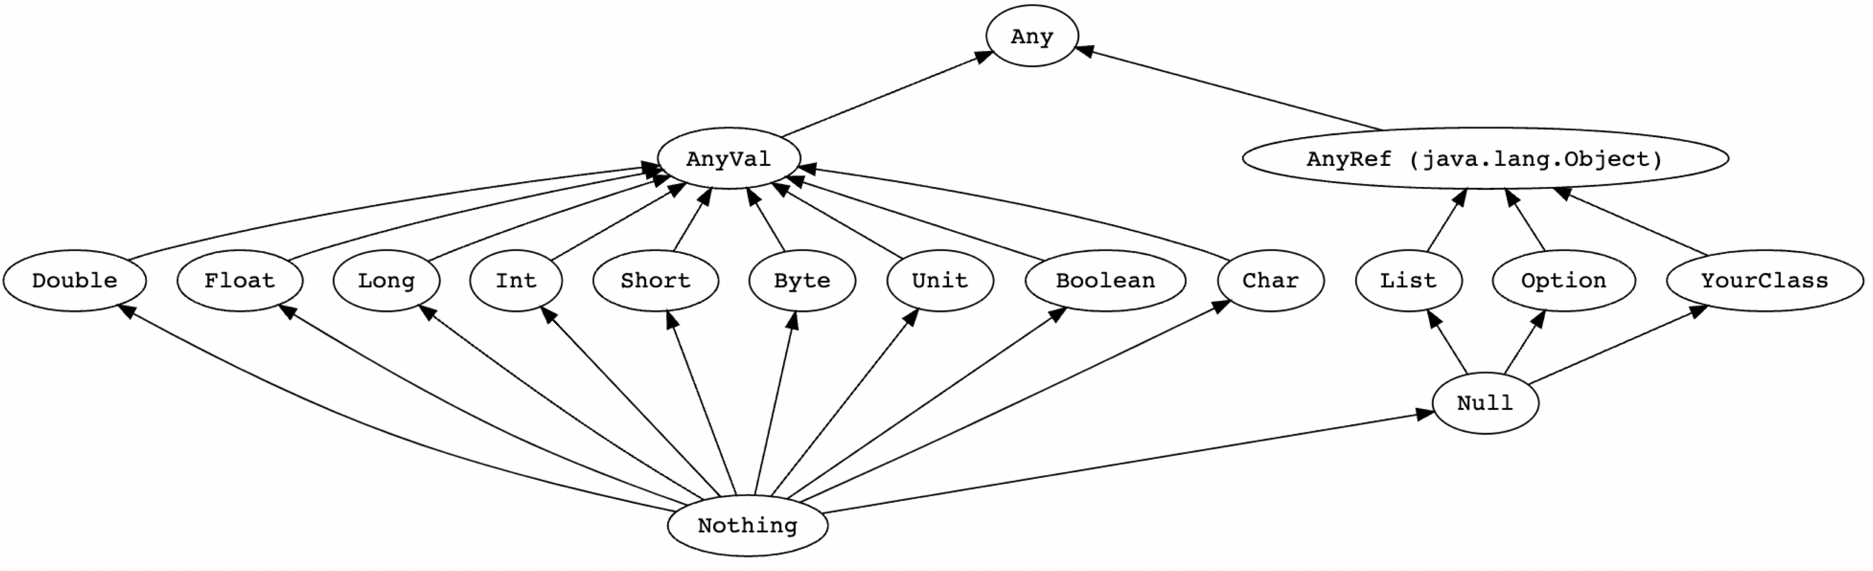 Any
AnyVal
AnyRef (java.lang.Object)
Double
Float
Long
Int
Short
Byte
Unit
Boolean
Char
List
Option
YourClass
Null
Nothing